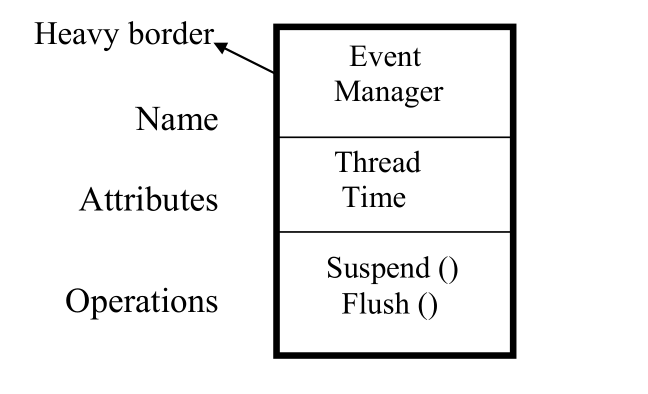 Heavy border
Event
Manager
Name
Thread
Time
Attributes
Suspend ()
Flush ()
Operations